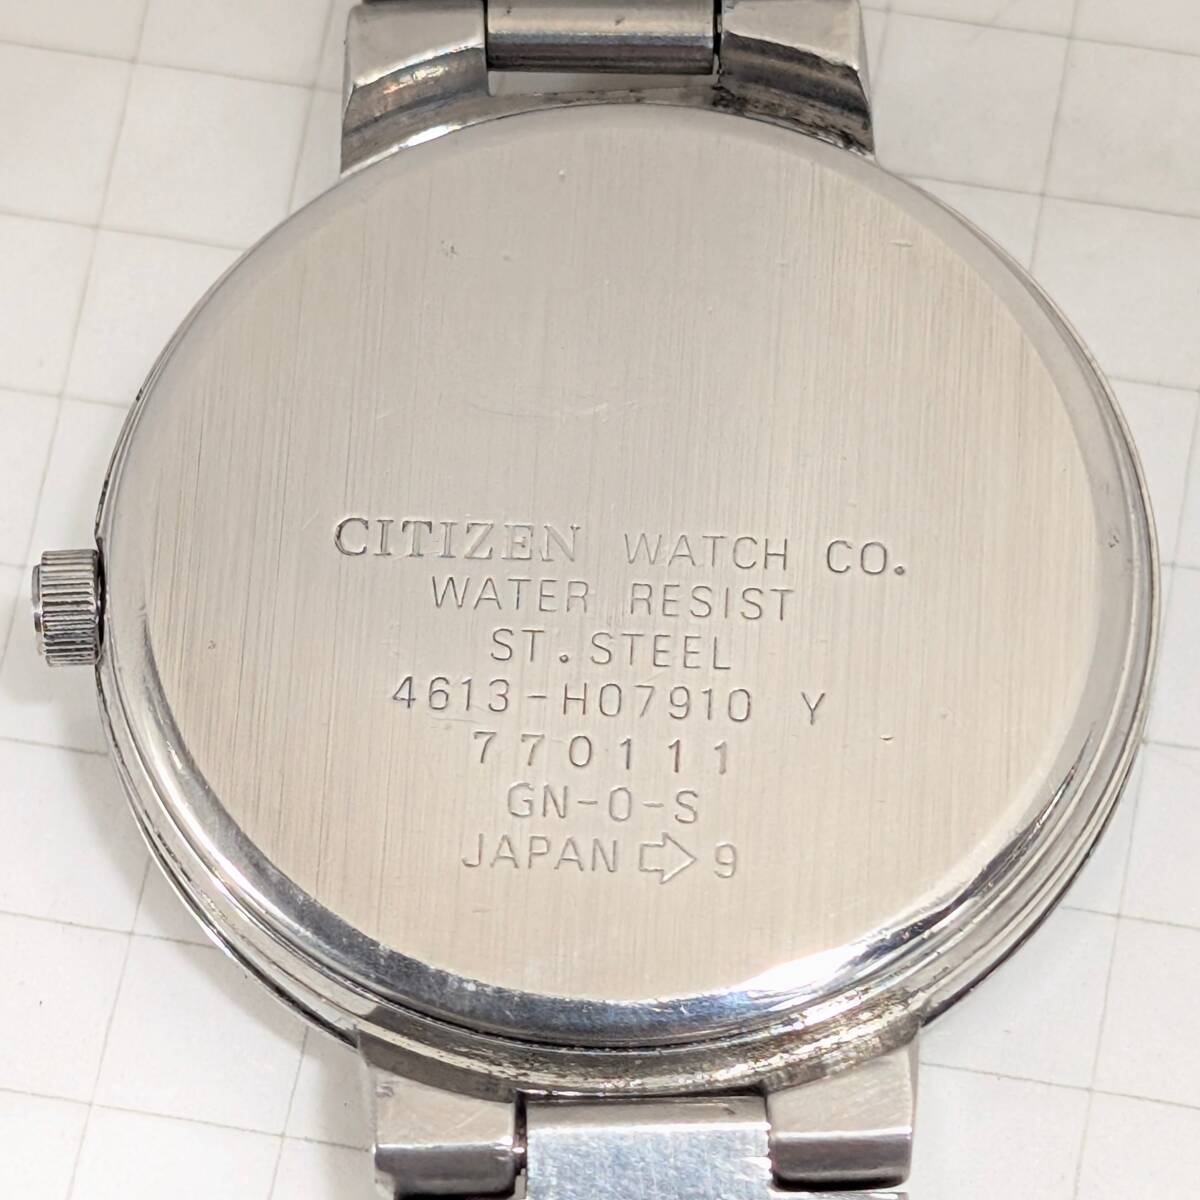 CITIZEN WATCH CO.
WATER RESIST
ST. STEEL
4613-H07910 Y
770111
GN-0-S
JAPAN ⇨ 9